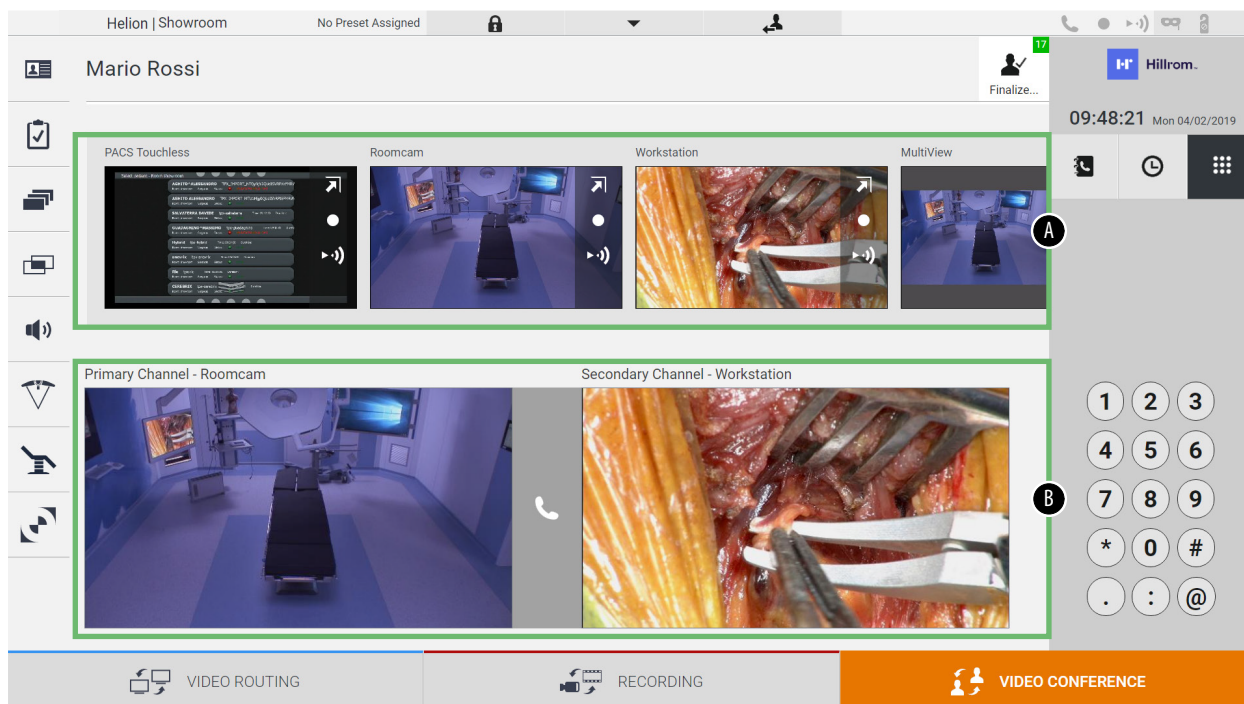 Helion | Showroom
No Preset Assigned
Mario Rossi
17
Finalize...
Hillrom™
09:48:21 Mon 04/02/2019
PACS Touchless
Roomcam
Workstation
MultiView
A
Primary Channel - Roomcam
Secondary Channel - Workstation
B
1 2 3
4 5 6
7 8 9
* 0 #
. : @
VIDEO ROUTING
RECORDING
VIDEO CONFERENCE